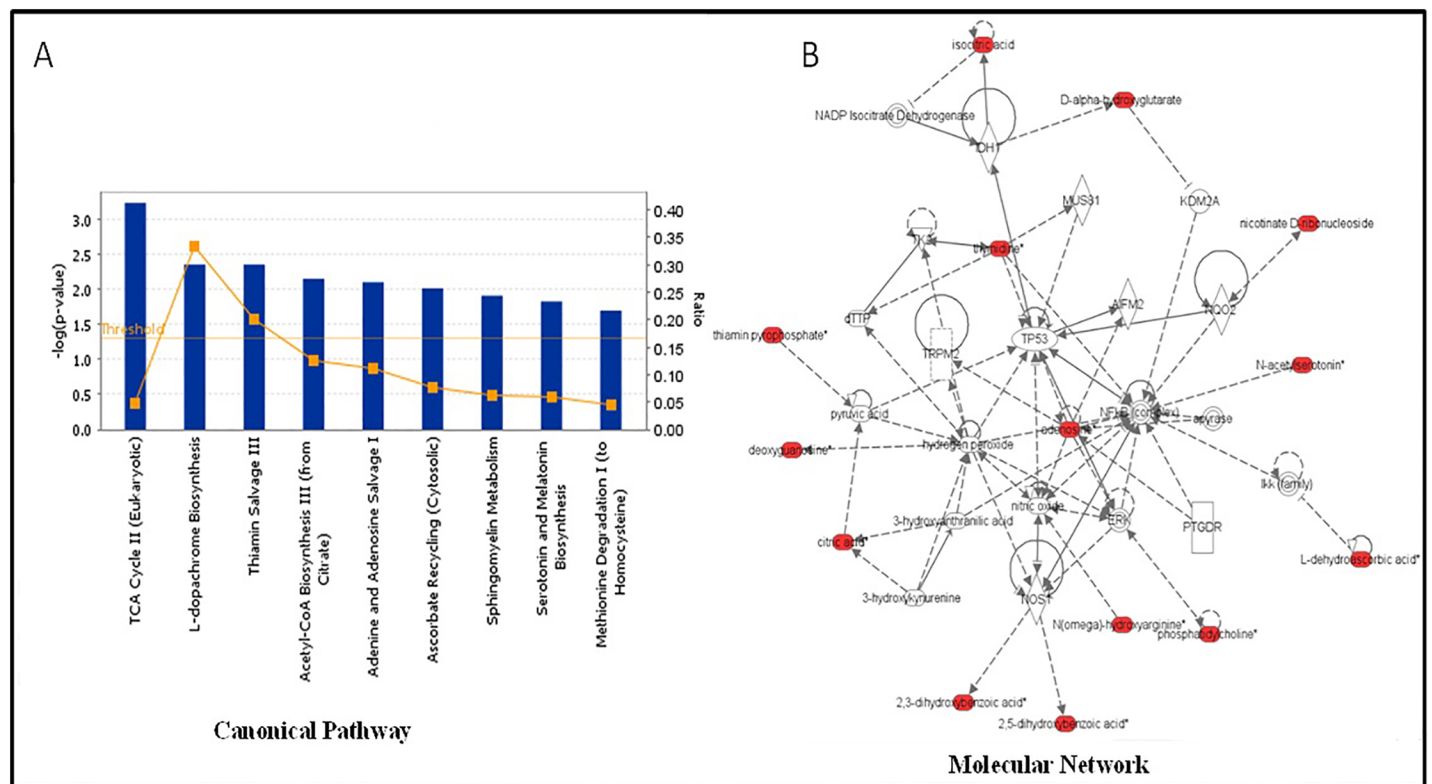 A
B
-log(p-value)
3.0
2.5
2.0
1.5
1.0
0.5
0.0
Threshold
0.40
0.35
0.30
0.25
0.20
0.15
0.10
0.05
0.00
Ratio
TCA Cycle II (Eukaryotic)
L-dopachrome Biosynthesis
Thiamin Salvage III
Acetyl-CoA Biosynthesis III (from
Citrate)
Adenine and Adenosine Salvage I
Ascorbate Recycling (Cytosolic)
Sphingomyelin Metabolism
Serotonin and Melatonin
Biosynthesis
Methionine Degradation I (to
Homocysteine)
Canonical Pathway
isocitric acid
D-alpha-hydroxyglutarate
NADP Isocitrate Dehydrogenase
IDH1
MUS81
KDM2A
nicotinate D-ribonucleoside
thymidine*
AIFM2
NQO2
dTTP
thiamin pyrophosphate*
TP53
TRPM2
N-acetylserotonin*
pyruvic acid
NFkB (complex)
apyrase
adenosine*
hydrogen peroxide
deoxyguanosine*
Ikk (family)
nitric oxide
3-hydroxyanthranilic acid
ERK
PTGDR
citric acid*
L-dehydroascorbic acid*
3-hydroxykynurenine
NOS1
N(omega)-hydroxyarginine*
phosphatidylcholine*
2,3-dihydroxybenzoic acid*
2,5-dihydroxybenzoic acid*
Molecular Network